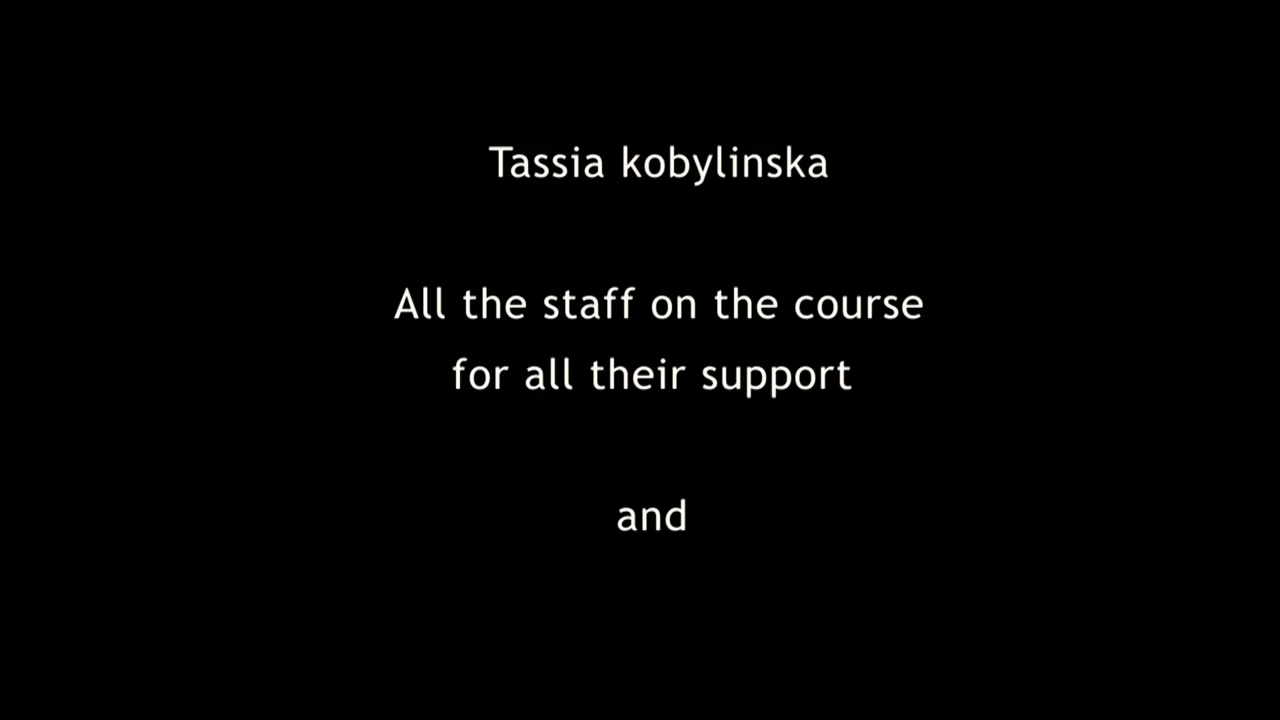 Tassia kobylinska
All the staff on the course
for all their support
and